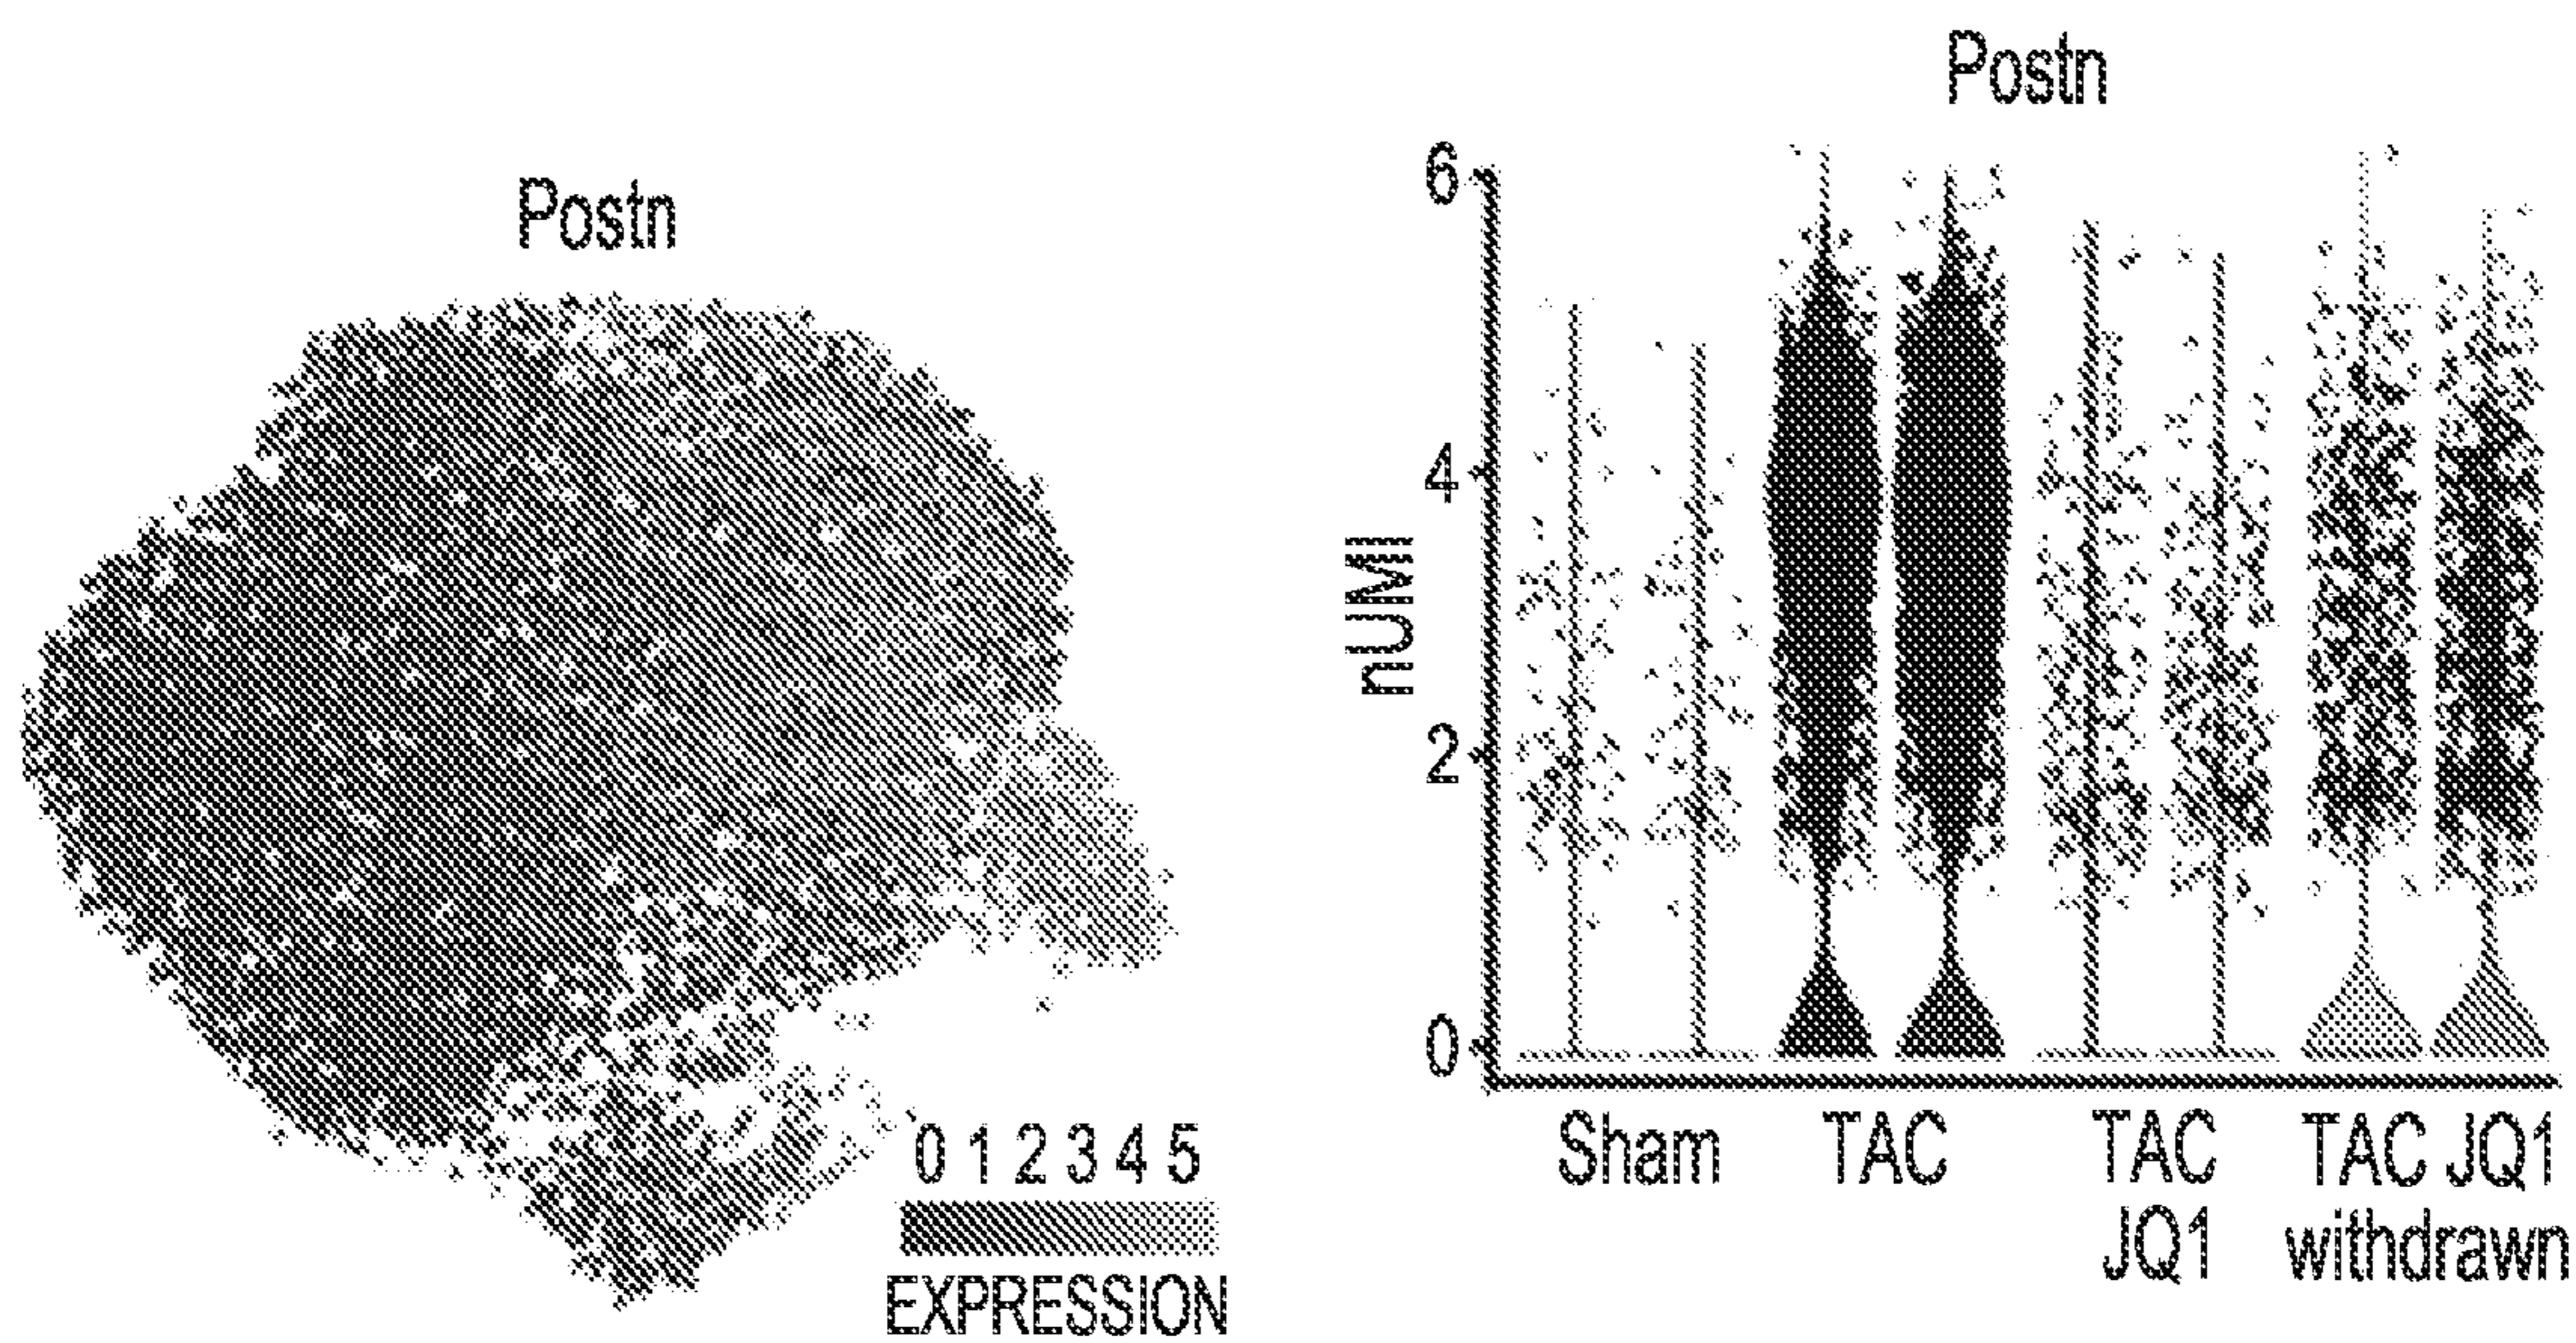 Postn
0 1 2 3 4 5
EXPRESSION
Postn
6
4
2
0
nUMI
Sham
TAC
TAC
JQ1
TAC JQ1
withdrawn